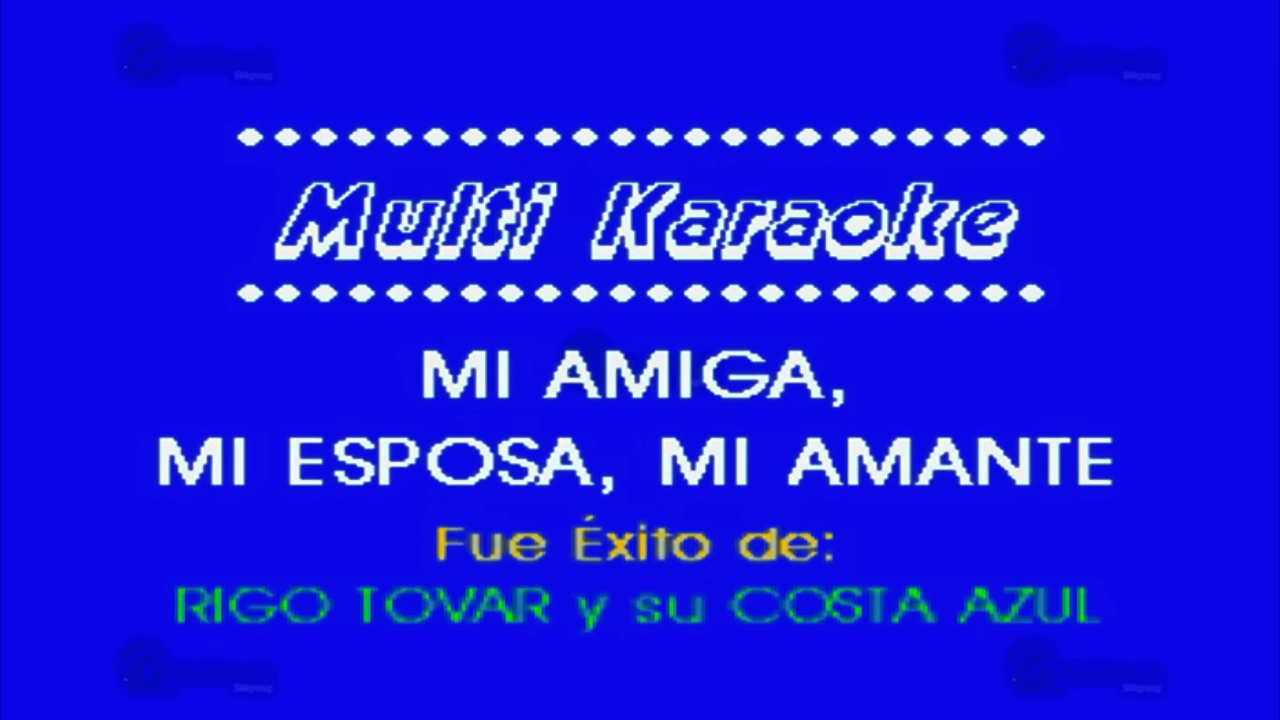 Multi Karaoke
MI AMIGA,
MI ESPOSA, MI AMANTE
Fue Éxito de:
RIGO TOVAR y su COSTA AZUL